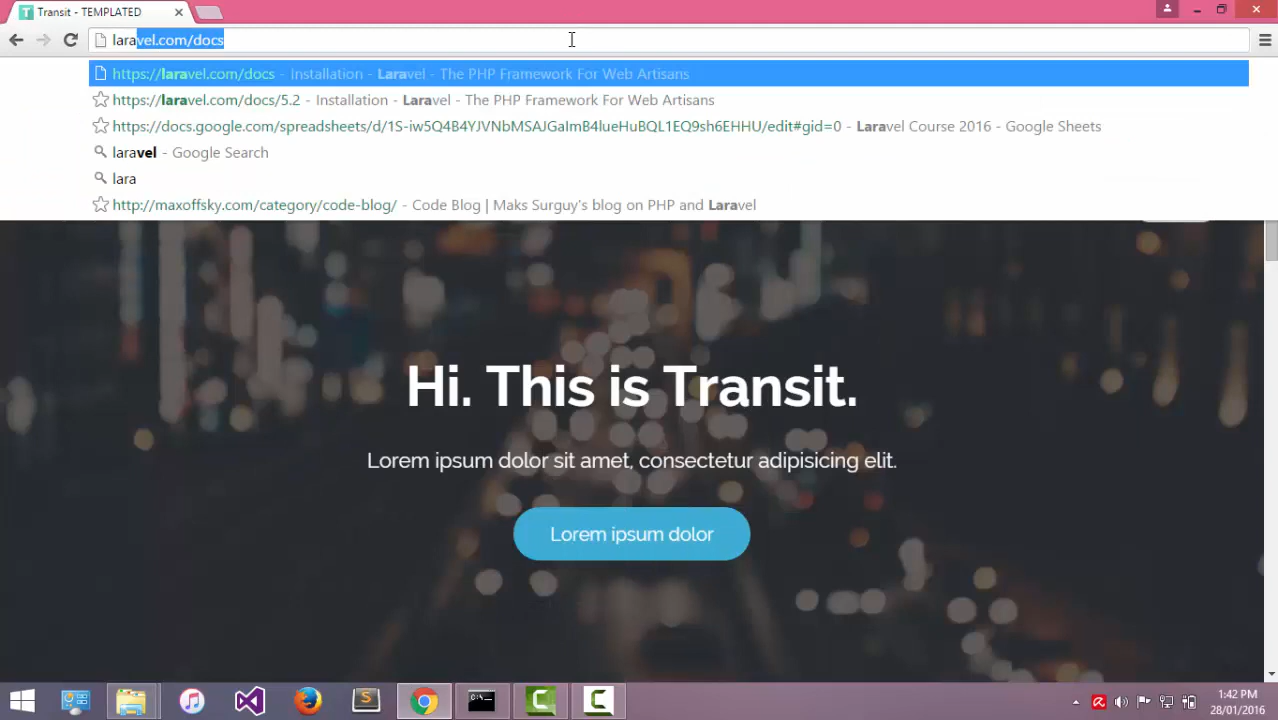 Transit - TEMPLATED
laravel.com/docs
https://laravel.com/docs - Installation - Laravel - The PHP Framework For Web Artisans
https://laravel.com/docs/5.2 - Installation - Laravel - The PHP Framework For Web Artisans
https://docs.google.com/spreadsheets/d/1S-iw5Q4B4YJVNbMSAJGaImB4lueHuBQL1EQ9sh6EHHU/edit#gid=0 - Laravel Course 2016 - Google Sheets
laravel - Google Search
lara
http://maxoffsky.com/category/code-blog/ - Code Blog | Maks Surguy's blog on PHP and Laravel
Hi. This is Transit.
Lorem ipsum dolor sit amet, consectetur adipisicing elit.
Lorem ipsum dolor
1:42 PM
28/01/2016